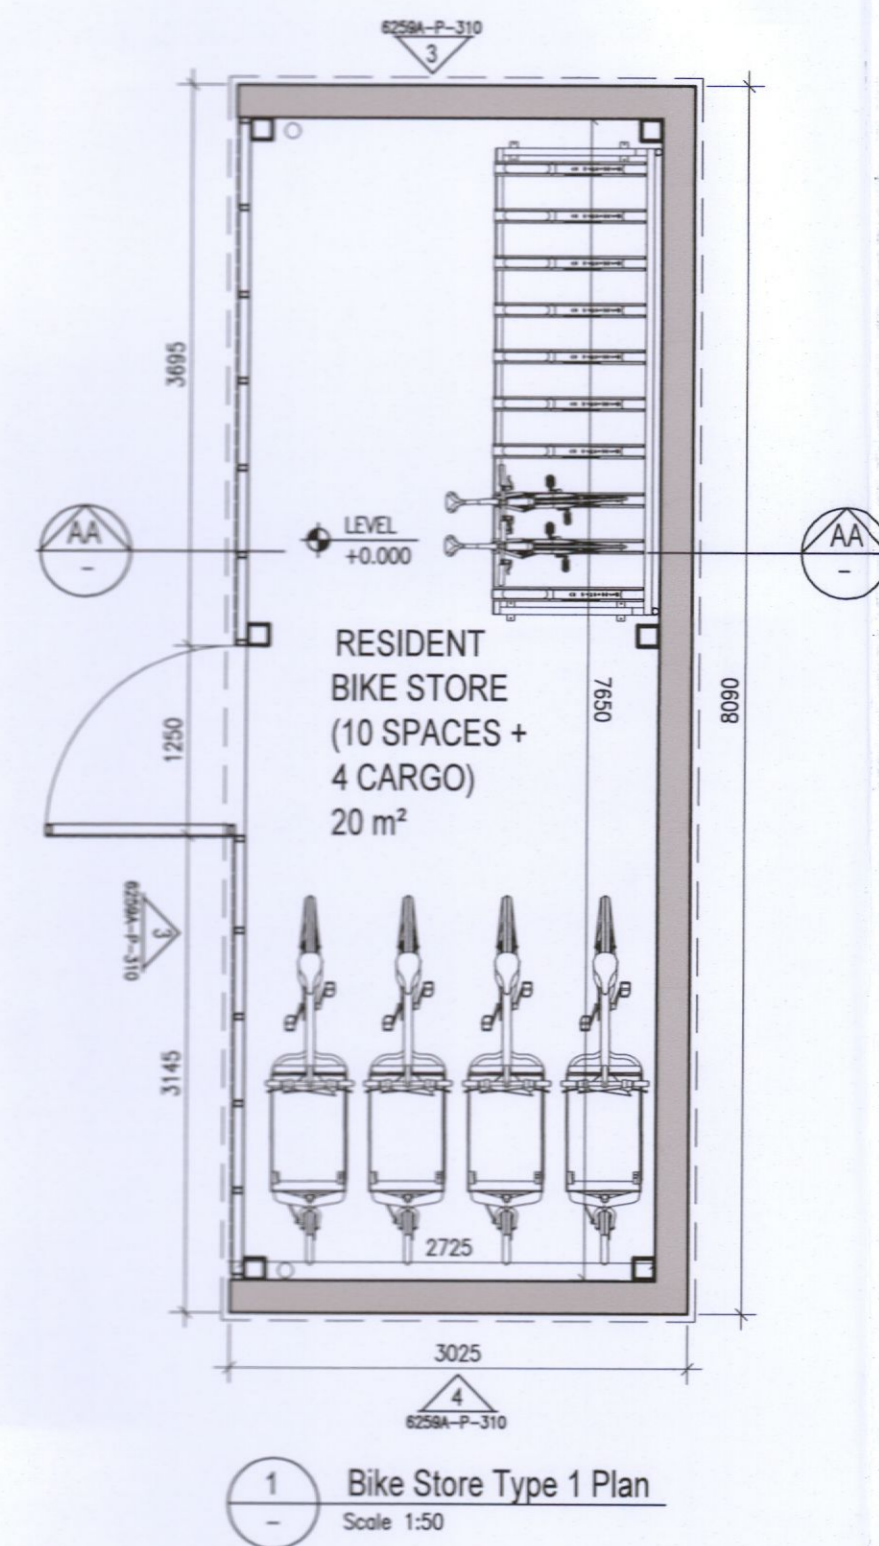 6259A-P-310
3
3695
AA
-
LEVEL
+0.000
AA
-
RESIDENT
BIKE STORE
(10 SPACES +
4 CARGO)
20 m²
7650
8090
1250
6259A-P-310
3
3145
2725
3025
4
6259A-P-310
1
-
Bike Store Type 1 Plan
Scale 1:50